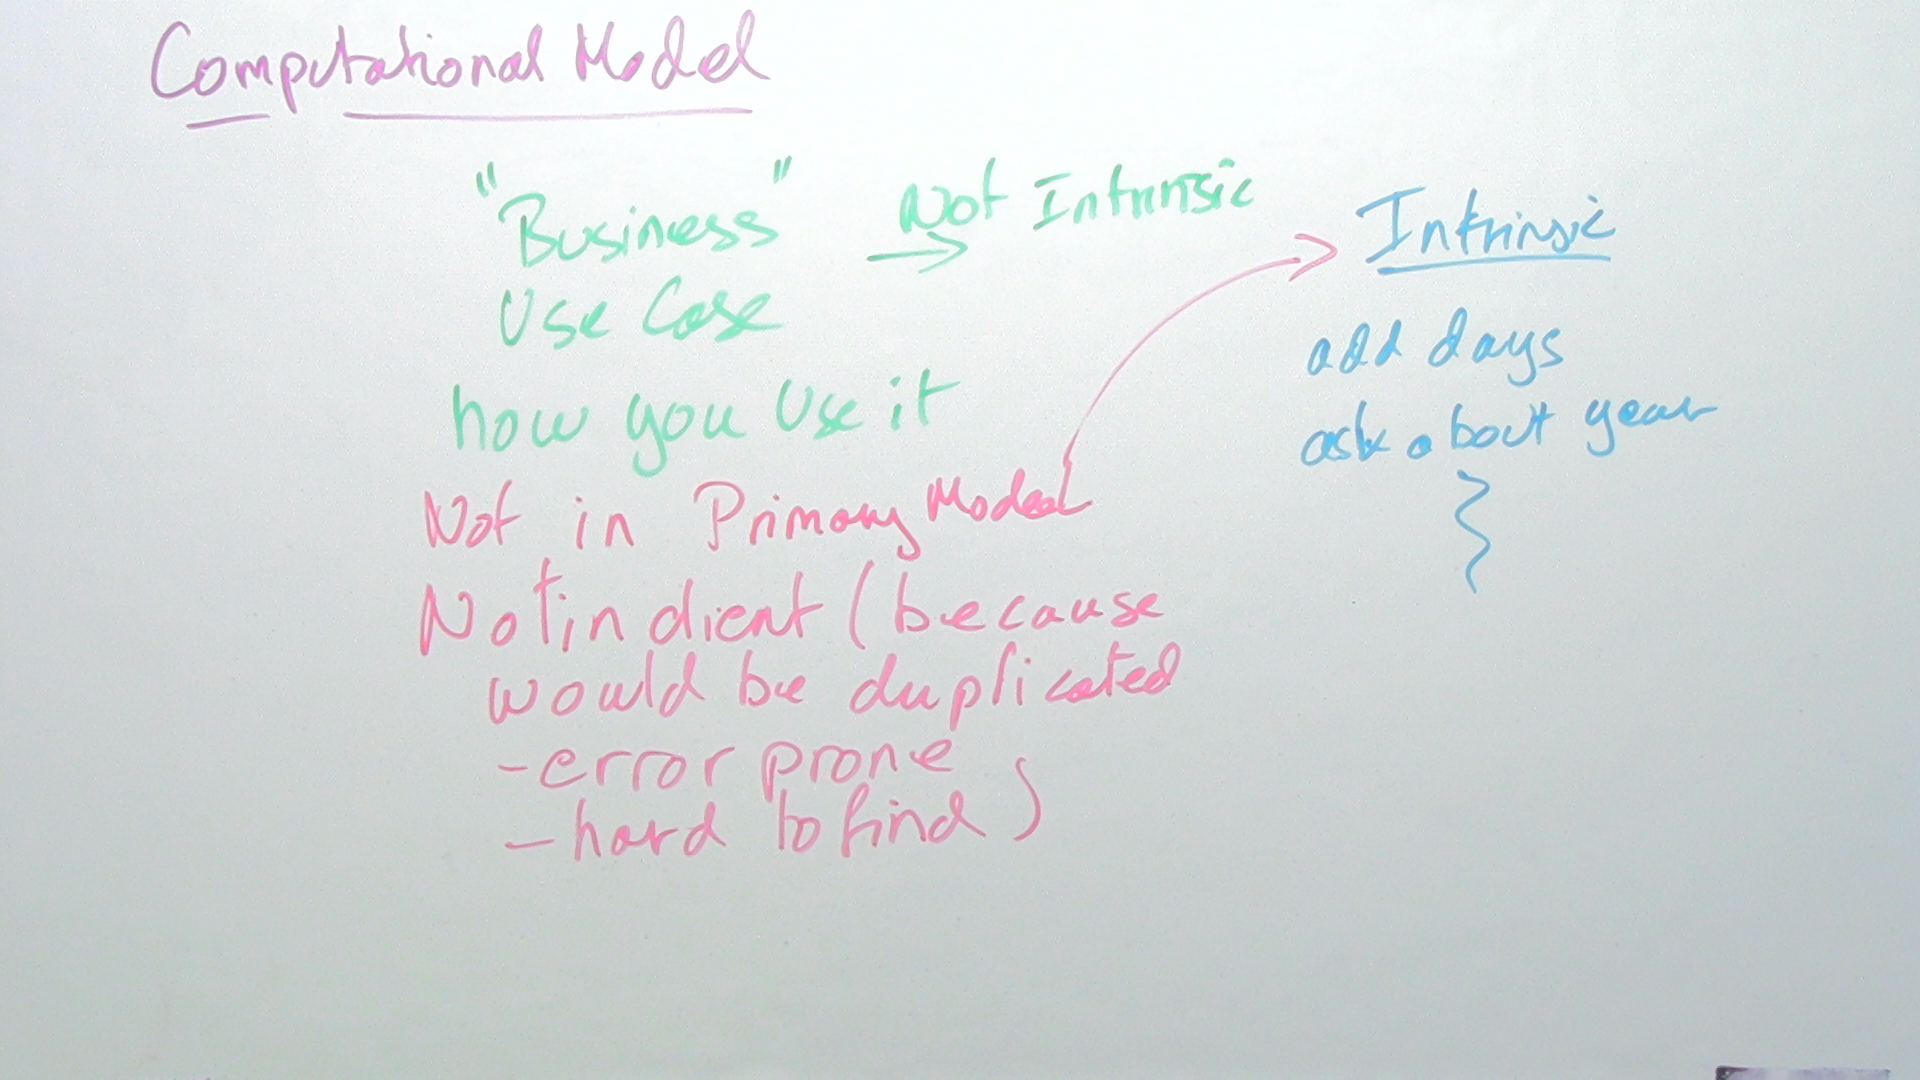 Computational Model
"Business" → Not Intrinsic
Use Case
how you Use it
Not in Primary Model
Not in client (because
would be duplicated
- error prone
- hard to find)
Intrinsic
add days
ask about year